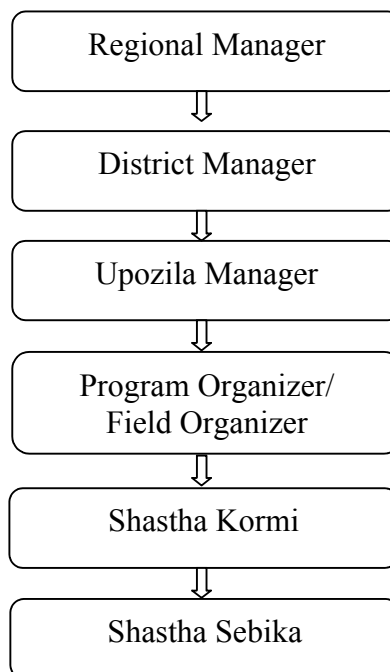 Regional Manager
District Manager
Upozila Manager
Program Organizer/
Field Organizer
Shastha Kormi
Shastha Sebika